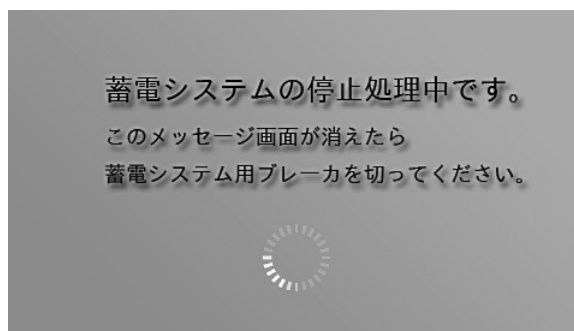 蓄電システムの停止処理中です。
このメッセージ画面が消えたら
蓄電システム用ブレーカを切ってください。